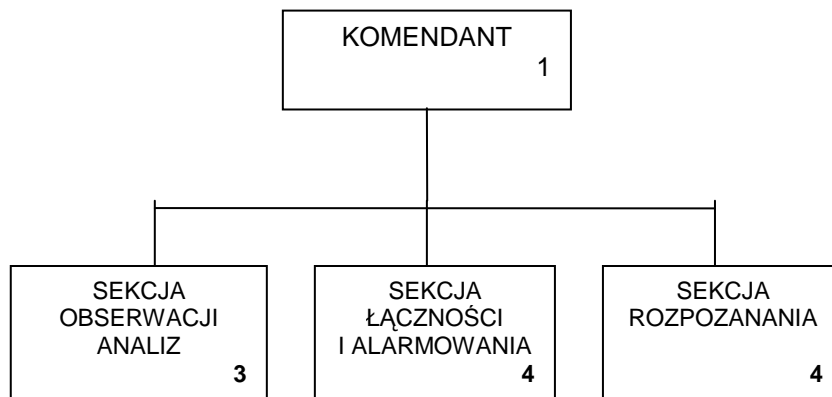 KOMENDANT
1
SEKCJA
OBSERWACJI
ANALIZ
3
SEKCJA
ŁĄCZNOŚCI
I ALARMOWANIA
4
SEKCJA
ROZPOZANANIA
4